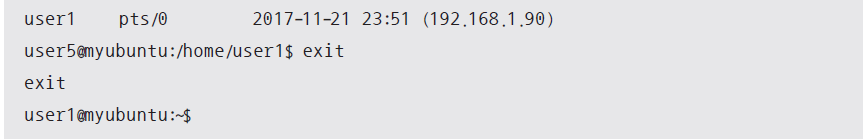 user1    pts/0        2017-11-21 23:51 (192.168.1.90)
user5@myubuntu:/home/user1$ exit
exit
user1@myubuntu:~$